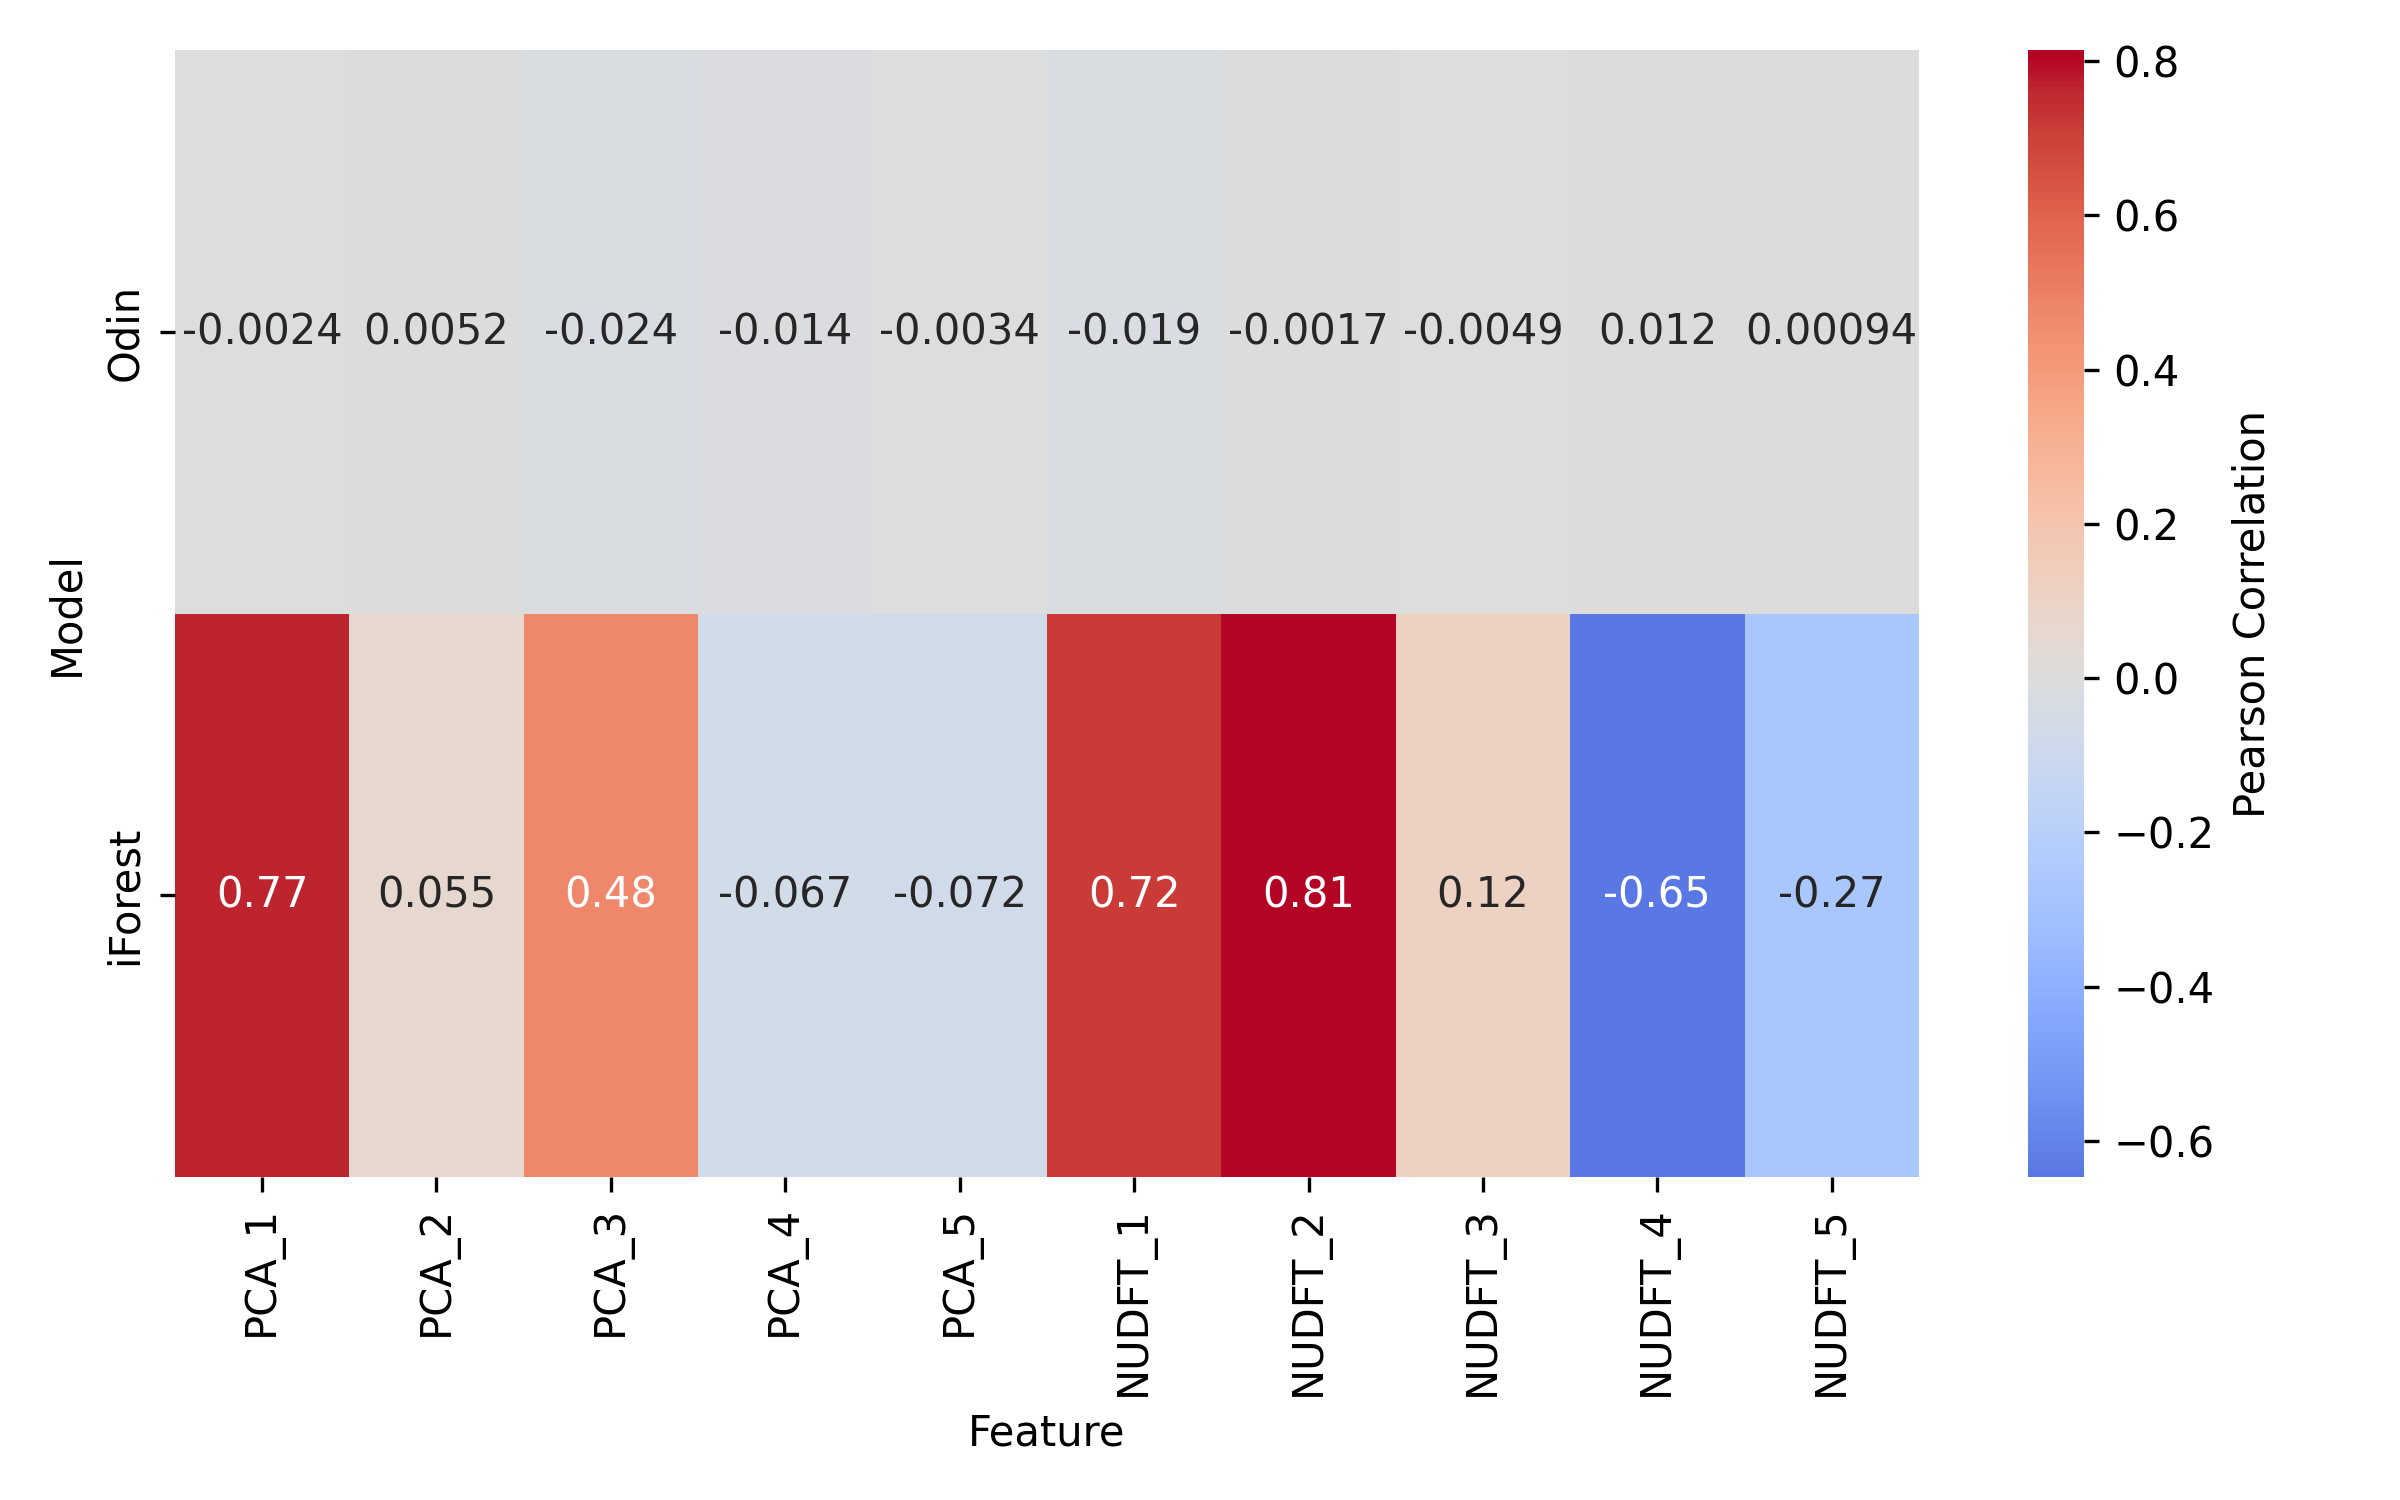 Model
Odin
-0.0024 0.0052 -0.024 -0.014 -0.0034 -0.019 -0.0017 -0.0049 0.012 0.00094
iForest
0.77 0.055 0.48 -0.067 -0.072 0.72 0.81 0.12 -0.65 -0.27
PCA_1 PCA_2 PCA_3 PCA_4 PCA_5 NUDFT_1 NUDFT_2 NUDFT_3 NUDFT_4 NUDFT_5
Feature
0.8
0.6
0.4
0.2
0.0
−0.2
−0.4
−0.6
Pearson Correlation